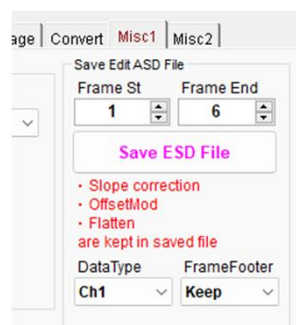 age Convert Misc1 Misc2
Save Edit ASD File
Frame St Frame End
1 6
Save ESD File
・Slope correction
・OffsetMod
・Flatten
are kept in saved file
DataType FrameFooter
Ch1 Keep